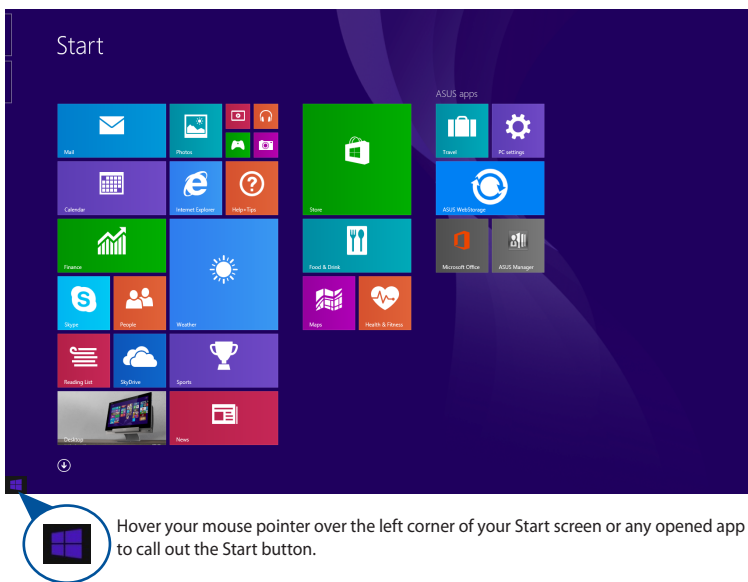 Start
ASUS apps
Mail
Photos
Travel
PC settings
Calendar
Internet Explorer
Help+Tips
Store
ASUS WebStorage
Finance
Weather
Food & Drink
Microsoft Office
ASUS Manager
Skype
People
Maps
Health & Fitness
Reading List
SkyDrive
Sports
Desktop
News
Hover your mouse pointer over the left corner of your Start screen or any opened app
to call out the Start button.